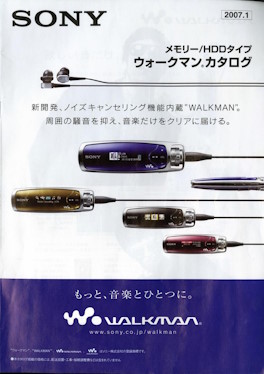 SONY
2007.1
メモリー/HDDタイプ
ウォークマン®カタログ
新開発、ノイズキャンセリング機能内蔵“WALKMAN”。
周囲の騒音を抑え、音楽だけをクリアに届ける。
SONY
SONY
SONY
もっと、音楽とひとつに。
WALKMAN
www.sony.co.jp/walkman